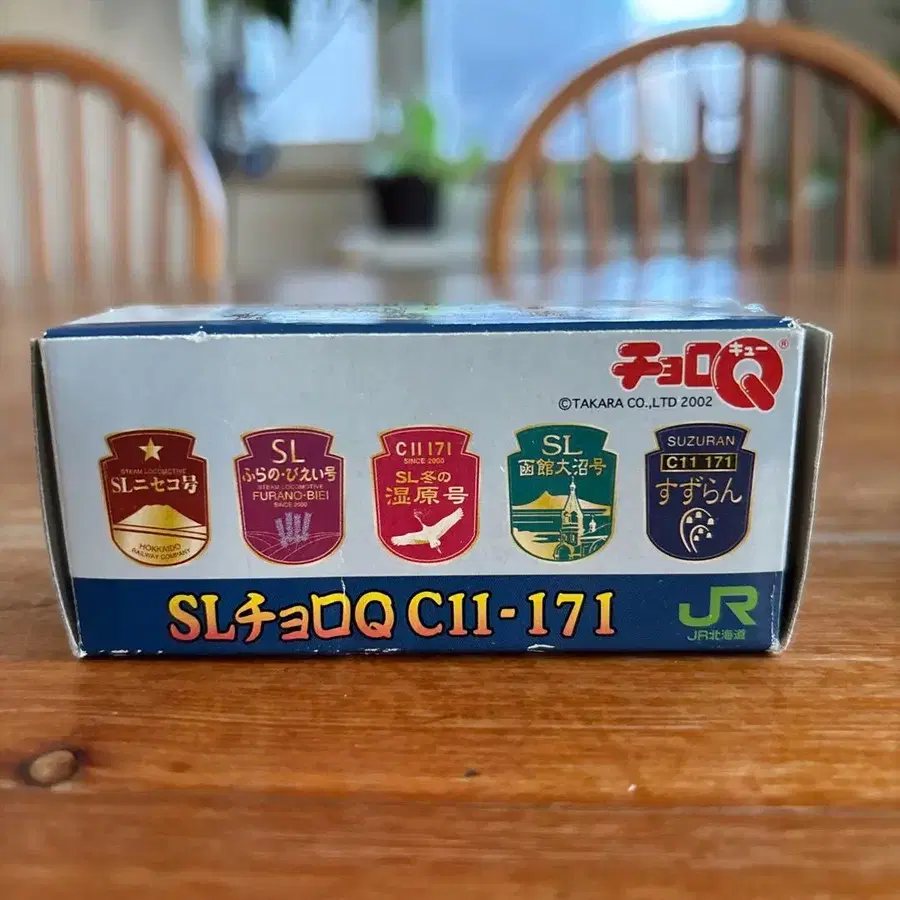 チョロQ
キュー
®
©TAKARA CO.,LTD 2002
STEAM LOCOMOTIVE
SLニセコ号
HOKKAIDO
RAILWAY COMPANY
SL
ふらの・びえい号
STEAM LOCOMOTIVE
FURANO-BIEI
SINCE 2000
C11 171
SINCE 2000
SL冬の
湿原号
SL
函館大沼号
SUZURAN
C11 171
すずらん
SLチョロQ C11-171
JR
JR北海道